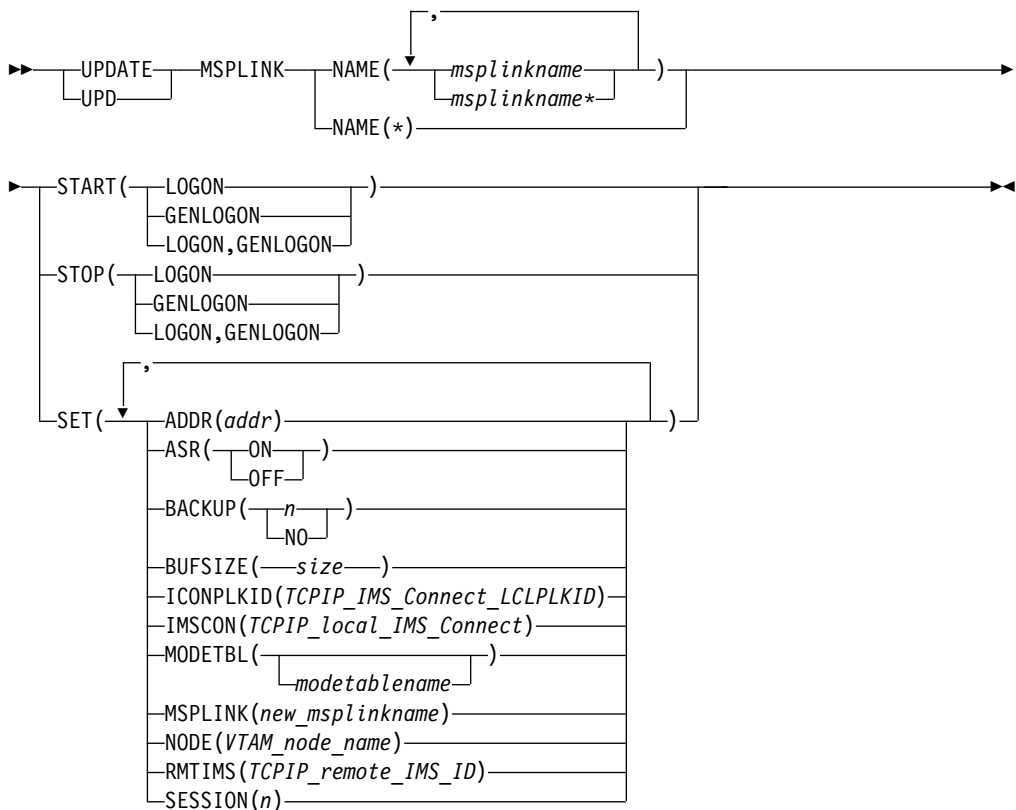 ,
UPDATE MSPLINK NAME( msplinkname )
UPD msplinkname*
NAME(*)
START( LOGON )
GENLOGON
LOGON,GENLOGON
STOP( LOGON )
GENLOGON
LOGON,GENLOGON
,
SET( ADDR(addr) )
ASR( ON )
OFF
BACKUP( n )
NO
BUFSIZE( size )
ICONPLKID(TCPIP_IMS_Connect_LCLPLKID)
IMSCON(TCPIP_local_IMS_Connect)
MODETBL( )
modetablename
MSPLINK(new_msplinkname)
NODE(VTAM_node_name)
RMTIMS(TCPIP_remote_IMS_ID)
SESSION(n)